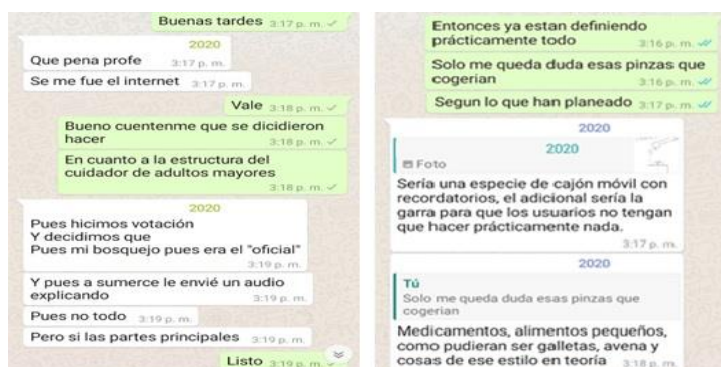 Buenas tardes 3:17 p. m.
2020
Que pena profe 3:17 p. m.
Se me fue el internet 3:17 p. m.
Vale 3:18 p. m.
Bueno cuentenme que se dicidieron
hacer 3:18 p. m.
En cuanto a la estructura del
cuidador de adultos mayores
3:18 p. m.
2020
Pues hicimos votación
Y decidimos que
Pues mi bosquejo pues era el "oficial"
3:19 p. m.
Y pues a sumerce le envié un audio
explicando 3:19 p. m.
Pues no todo 3:19 p. m.
Pero si las partes principales 3:19 p. m.
Listo 3:19 p. m.
Entonces ya estan definiendo
prácticamente todo 3:16 p. m.
Solo me queda duda esas pinzas que
cogerian 3:16 p. m.
Segun lo que han planeado 3:17 p. m.
2020
2020
Foto
Sería una especie de cajón móvil con
recordatorios, el adicional sería la
garra para que los usuarios no tengan
que hacer prácticamente nada.
3:17 p. m.
2020
Tú
Solo me queda duda esas pinzas que
cogerian
Medicamentos, alimentos pequeños,
como pudieran ser galletas, avena y
cosas de ese estilo en teoría 3:18 p. m.